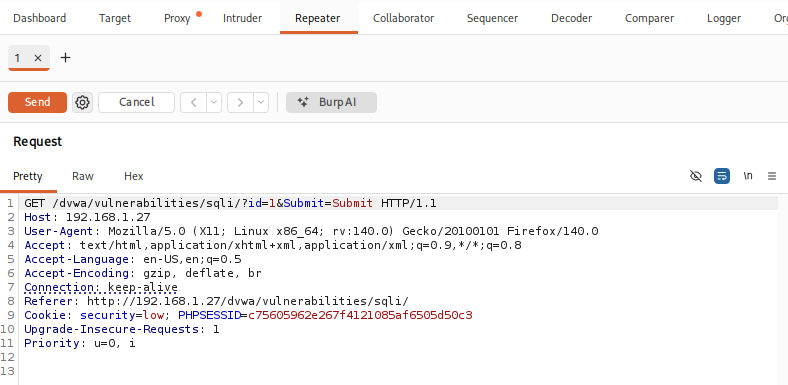 Dashboard Target Proxy Intruder Repeater Collaborator Sequencer Decoder Comparer Logger Org
1 × +
Send Cancel < > Burp AI
Request
Pretty Raw Hex \n
1 GET /dvwa/vulnerabilities/sqli/?id=1&Submit=Submit HTTP/1.1
2 Host: 192.168.1.27
3 User-Agent: Mozilla/5.0 (X11; Linux x86_64; rv:140.0) Gecko/20100101 Firefox/140.0
4 Accept: text/html,application/xhtml+xml,application/xml;q=0.9,*/*;q=0.8
5 Accept-Language: en-US,en;q=0.5
6 Accept-Encoding: gzip, deflate, br
7 Connection: keep-alive
8 Referer: http://192.168.1.27/dvwa/vulnerabilities/sqli/
9 Cookie: security=low; PHPSESSID=c75605962e267f4121085af6505d50c3
10 Upgrade-Insecure-Requests: 1
11 Priority: u=0, i
12
13